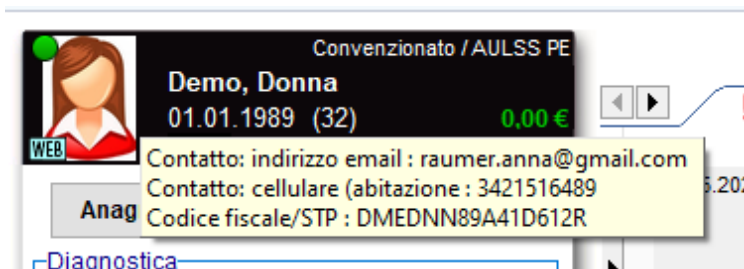 Convenzionato / AULSS PE
Demo, Donna
01.01.1989 (32)
0,00 €
WEB
Contatto: indirizzo email : raumer.anna@gmail.com
Contatto: cellulare (abitazione : 3421516489
Codice fiscale/STP : DMEDNN89A41D612R
Anag
Diagnostica